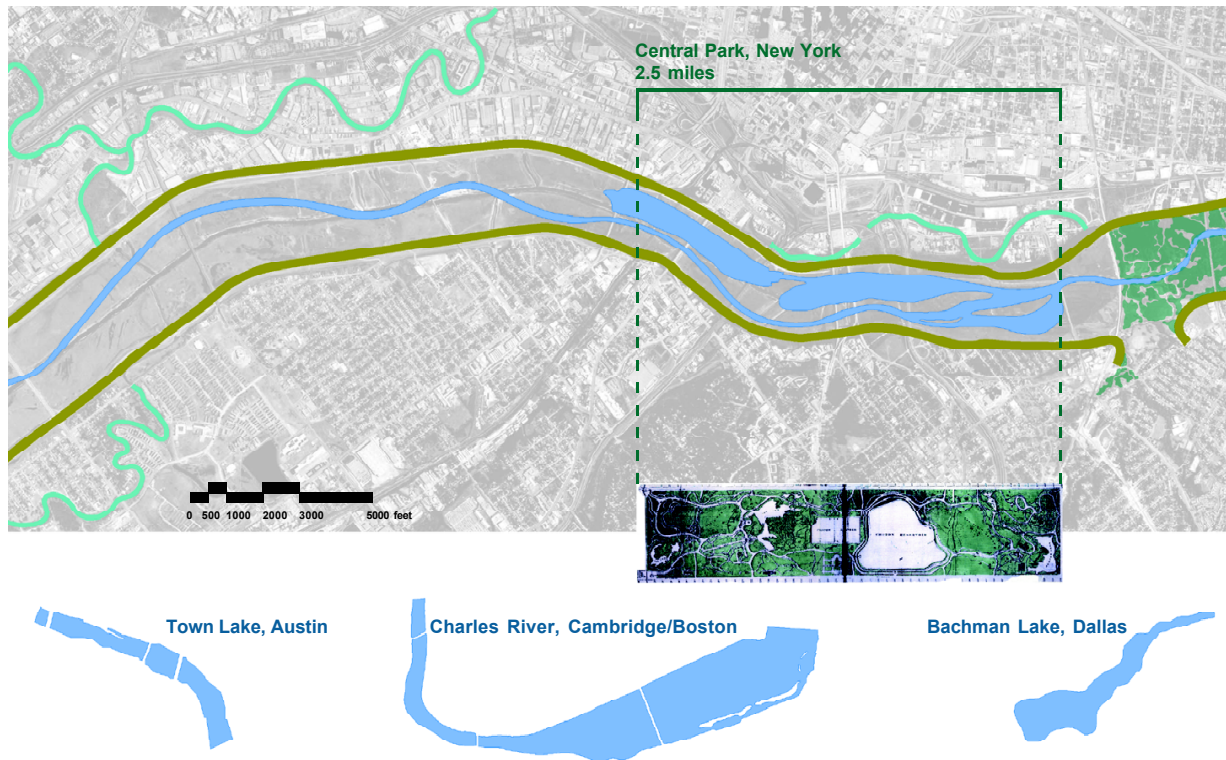 Central Park, New York
2.5 miles
0 500 1000 2000 3000 5000 feet
Town Lake, Austin
Charles River, Cambridge/Boston
Bachman Lake, Dallas